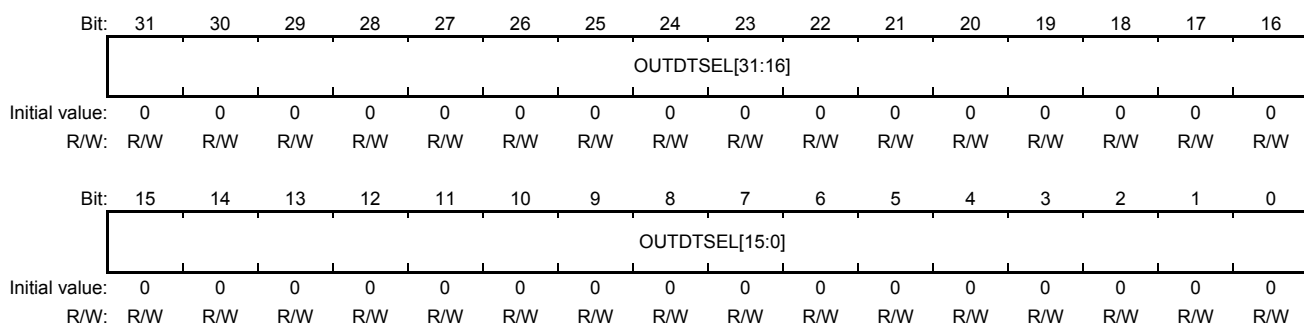 Bit: 31 30 29 28 27 26 25 24 23 22 21 20 19 18 17 16
OUTDTSEL[31:16]
Initial value: 0 0 0 0 0 0 0 0 0 0 0 0 0 0 0 0
R/W: R/W R/W R/W R/W R/W R/W R/W R/W R/W R/W R/W R/W R/W R/W R/W R/W
Bit: 15 14 13 12 11 10 9 8 7 6 5 4 3 2 1 0
OUTDTSEL[15:0]
Initial value: 0 0 0 0 0 0 0 0 0 0 0 0 0 0 0 0
R/W: R/W R/W R/W R/W R/W R/W R/W R/W R/W R/W R/W R/W R/W R/W R/W R/W